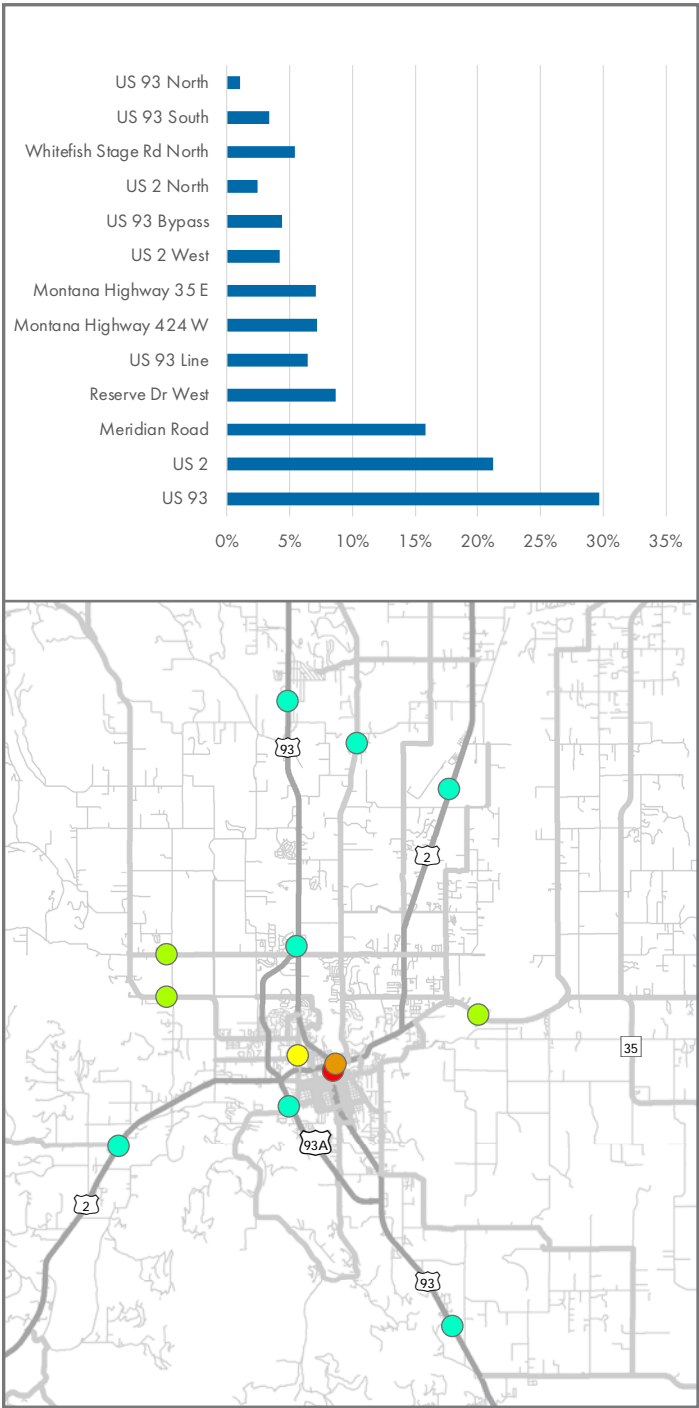 US 93 North
US 93 South
Whitefish Stage Rd North
US 2 North
US 93 Bypass
US 2 West
Montana Highway 35 E
Montana Highway 424 W
US 93 Line
Reserve Dr West
Meridian Road
US 2
US 93
0% 5% 10% 15% 20% 25% 30% 35%
93
2
35
93A
2
93